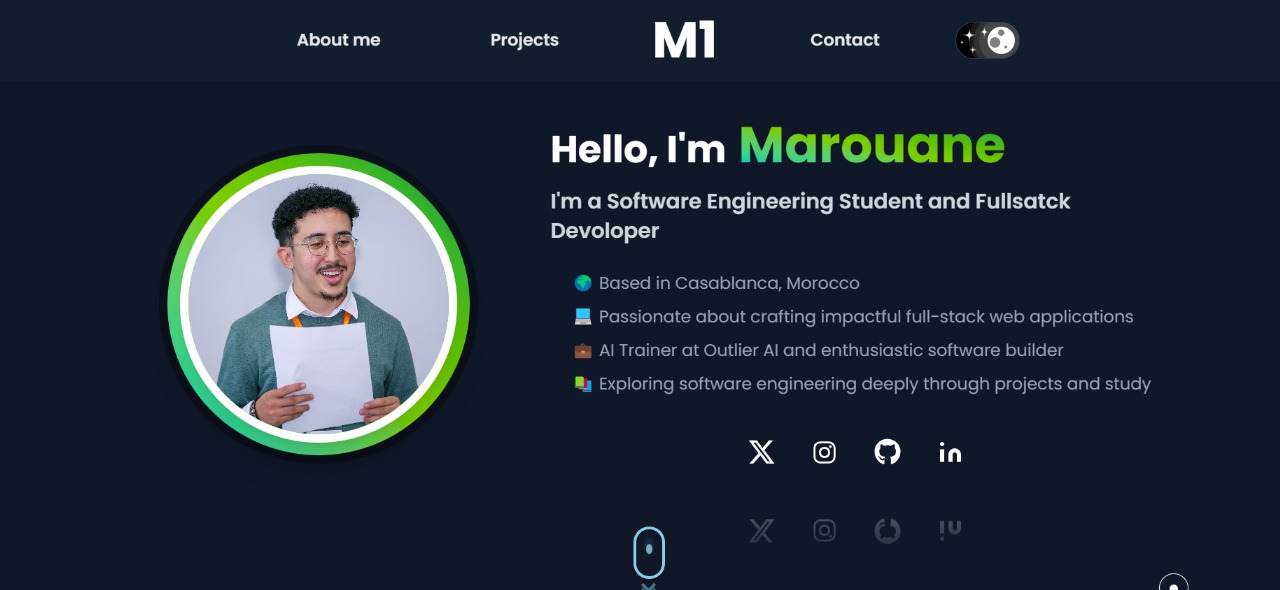 About me
Projects
M1
Contact
Hello, I'm Marouane
I'm a Software Engineering Student and Fullsatck
Devoloper
Based in Casablanca, Morocco
Passionate about crafting impactful full-stack web applications
AI Trainer at Outlier AI and enthusiastic software builder
Exploring software engineering deeply through projects and study